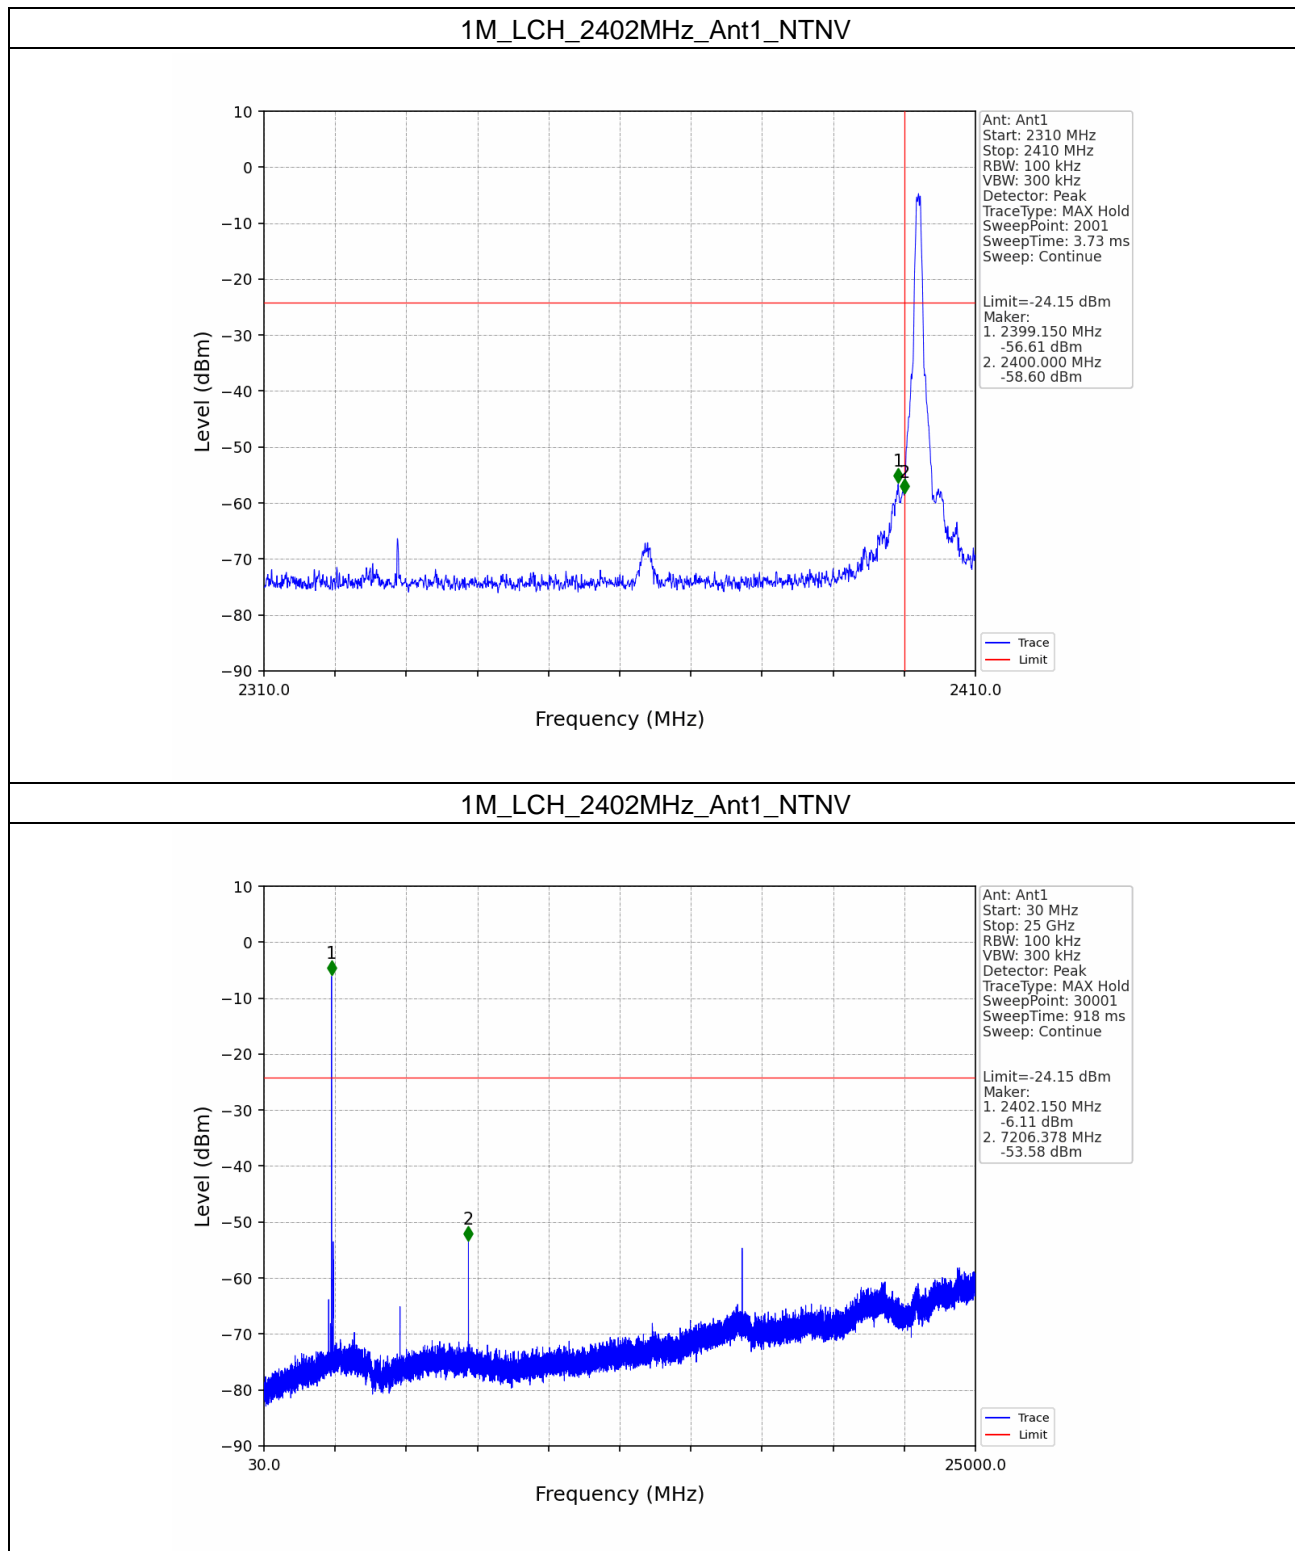 1M_LCH_2402MHz_Ant1_NTNV
10
0
−10
−20
−30
−40
−50
−60
−70
−80
−90
Level (dBm)
1
2
2310.0
2410.0
Frequency (MHz)
Ant: Ant1
Start: 2310 MHz
Stop: 2410 MHz
RBW: 100 kHz
VBW: 300 kHz
Detector: Peak
TraceType: MAX Hold
SweepPoint: 2001
SweepTime: 3.73 ms
Sweep: Continue
Limit=-24.15 dBm
Maker:
1. 2399.150 MHz
-56.61 dBm
2. 2400.000 MHz
-58.60 dBm
Trace
Limit
1M_LCH_2402MHz_Ant1_NTNV
10
0
−10
−20
−30
−40
−50
−60
−70
−80
−90
Level (dBm)
1
2
30.0
25000.0
Frequency (MHz)
Ant: Ant1
Start: 30 MHz
Stop: 25 GHz
RBW: 100 kHz
VBW: 300 kHz
Detector: Peak
TraceType: MAX Hold
SweepPoint: 30001
SweepTime: 918 ms
Sweep: Continue
Limit=-24.15 dBm
Maker:
1. 2402.150 MHz
-6.11 dBm
2. 7206.378 MHz
-53.58 dBm
Trace
Limit